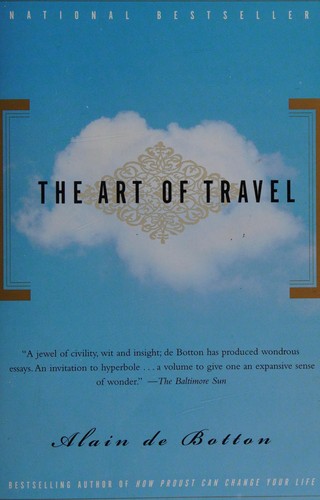 NATIONAL BESTSELLER
THE ART OF TRAVEL
“A jewel of civility, wit and insight; de Botton has produced wondrous
essays. An invitation to hyperbole . . . a volume to give one an expansive sense
of wonder.” —The Baltimore Sun
Alain de Botton
BESTSELLING AUTHOR OF HOW PROUST CAN CHANGE YOUR LIFE